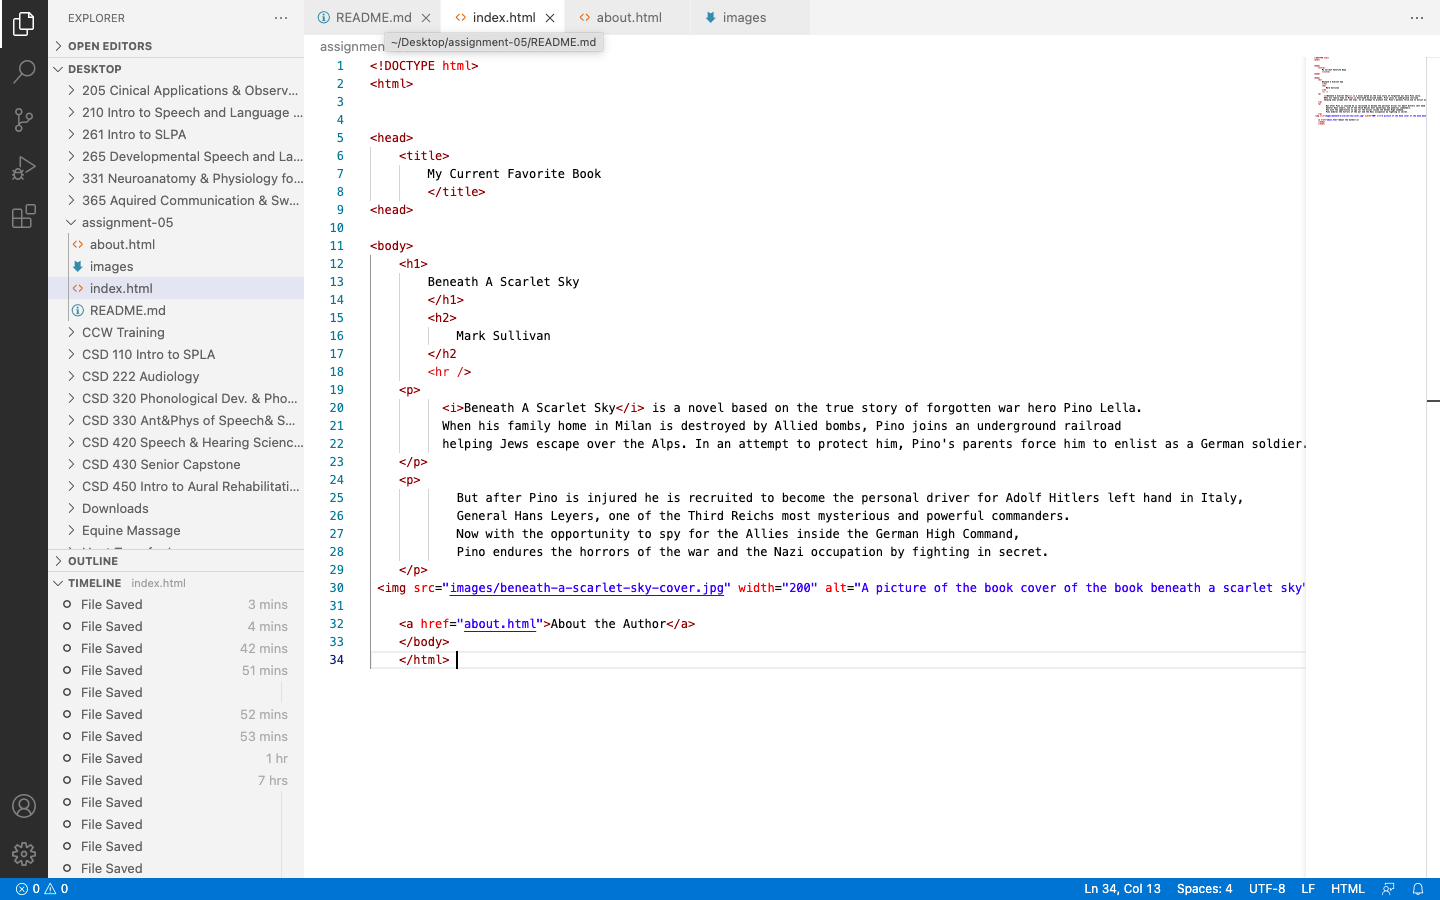 EXPLORER
OPEN EDITORS
DESKTOP
205 Cinical Applications & Observ...
210 Intro to Speech and Language ...
261 Intro to SLPA
265 Developmental Speech and La...
331 Neuroanatomy & Physiology fo...
365 Aquired Communication & Sw...
assignment-05
about.html
images
index.html
README.md
CCW Training
CSD 110 Intro to SPLA
CSD 222 Audiology
CSD 320 Phonological Dev. & Pho...
CSD 330 Ant&Phys of Speech& S...
CSD 420 Speech & Hearing Scienc...
CSD 430 Senior Capstone
CSD 450 Intro to Aural Rehabilitati...
Downloads
Equine Massage
OUTLINE
TIMELINE index.html
File Saved 3 mins
File Saved 4 mins
File Saved 42 mins
File Saved 51 mins
File Saved
File Saved 52 mins
File Saved 53 mins
File Saved 1 hr
File Saved 7 hrs
File Saved
File Saved
File Saved
File Saved
README.md index.html about.html images
assignmen
~/Desktop/assignment-05/README.md
1 <!DOCTYPE html>
2 <html>
3
4
5 <head>
6 <title>
7 My Current Favorite Book
8 </title>
9 <head>
10
11 <body>
12 <h1>
13 Beneath A Scarlet Sky
14 </h1>
15 <h2>
16 Mark Sullivan
17 </h2
18 <hr />
19 <p>
20 <i>Beneath A Scarlet Sky</i> is a novel based on the true story of forgotten war hero Pino Lella.
21 When his family home in Milan is destroyed by Allied bombs, Pino joins an underground railroad
22 helping Jews escape over the Alps. In an attempt to protect him, Pino's parents force him to enlist as a German soldier.
23 </p>
24 <p>
25 But after Pino is injured he is recruited to become the personal driver for Adolf Hitlers left hand in Italy,
26 General Hans Leyers, one of the Third Reichs most mysterious and powerful commanders.
27 Now with the opportunity to spy for the Allies inside the German High Command,
28 Pino endures the horrors of the war and the Nazi occupation by fighting in secret.
29 </p>
30 <img src="images/beneath-a-scarlet-sky-cover.jpg" width="200" alt="A picture of the book cover of the book beneath a scarlet sky"
31
32 <a href="about.html">About the Author</a>
33 </body>
34 </html>
0 0 Ln 34, Col 13 Spaces: 4 UTF-8 LF HTML